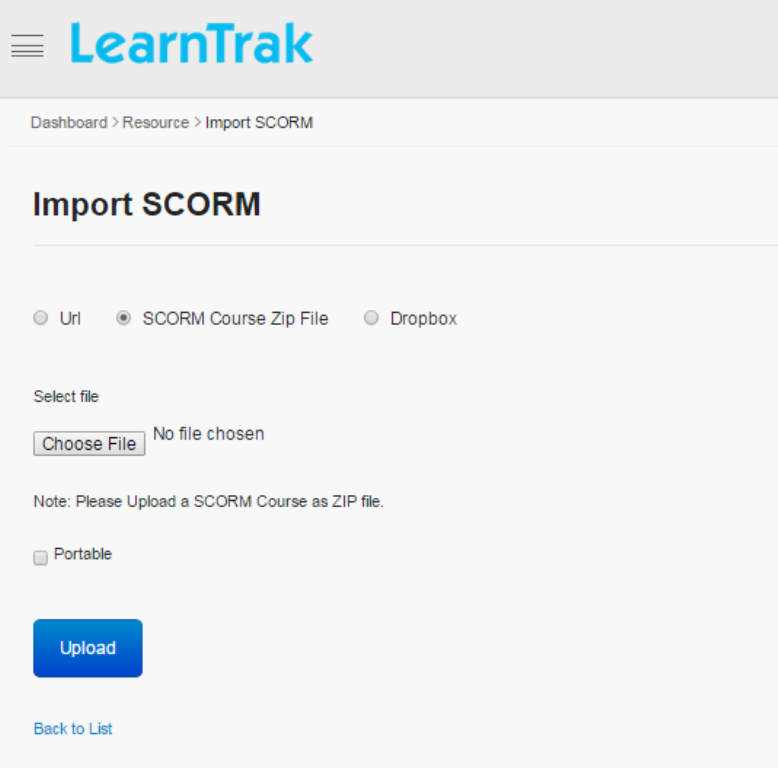 LearnTrak
Dashboard > Resource > Import SCORM
Import SCORM
Url SCORM Course Zip File Dropbox
Select file
Choose File No file chosen
Note: Please Upload a SCORM Course as ZIP file.
Portable
Upload
Back to List